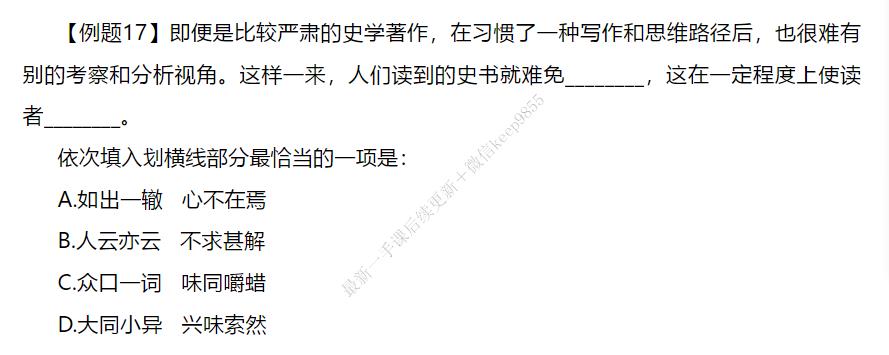 【例题17】即便是比较严肃的史学著作，在习惯了一种写作和思维路径后，也很难有
别的考察和分析视角。这样一来，人们读到的史书就难免________，这在一定程度上使读
者________。
依次填入划横线部分最恰当的一项是：
A.如出一辙 心不在焉
B.人云亦云 不求甚解
C.众口一词 味同嚼蜡
D.大同小异 兴味索然
最新一手课后续更新＋微信keep9855